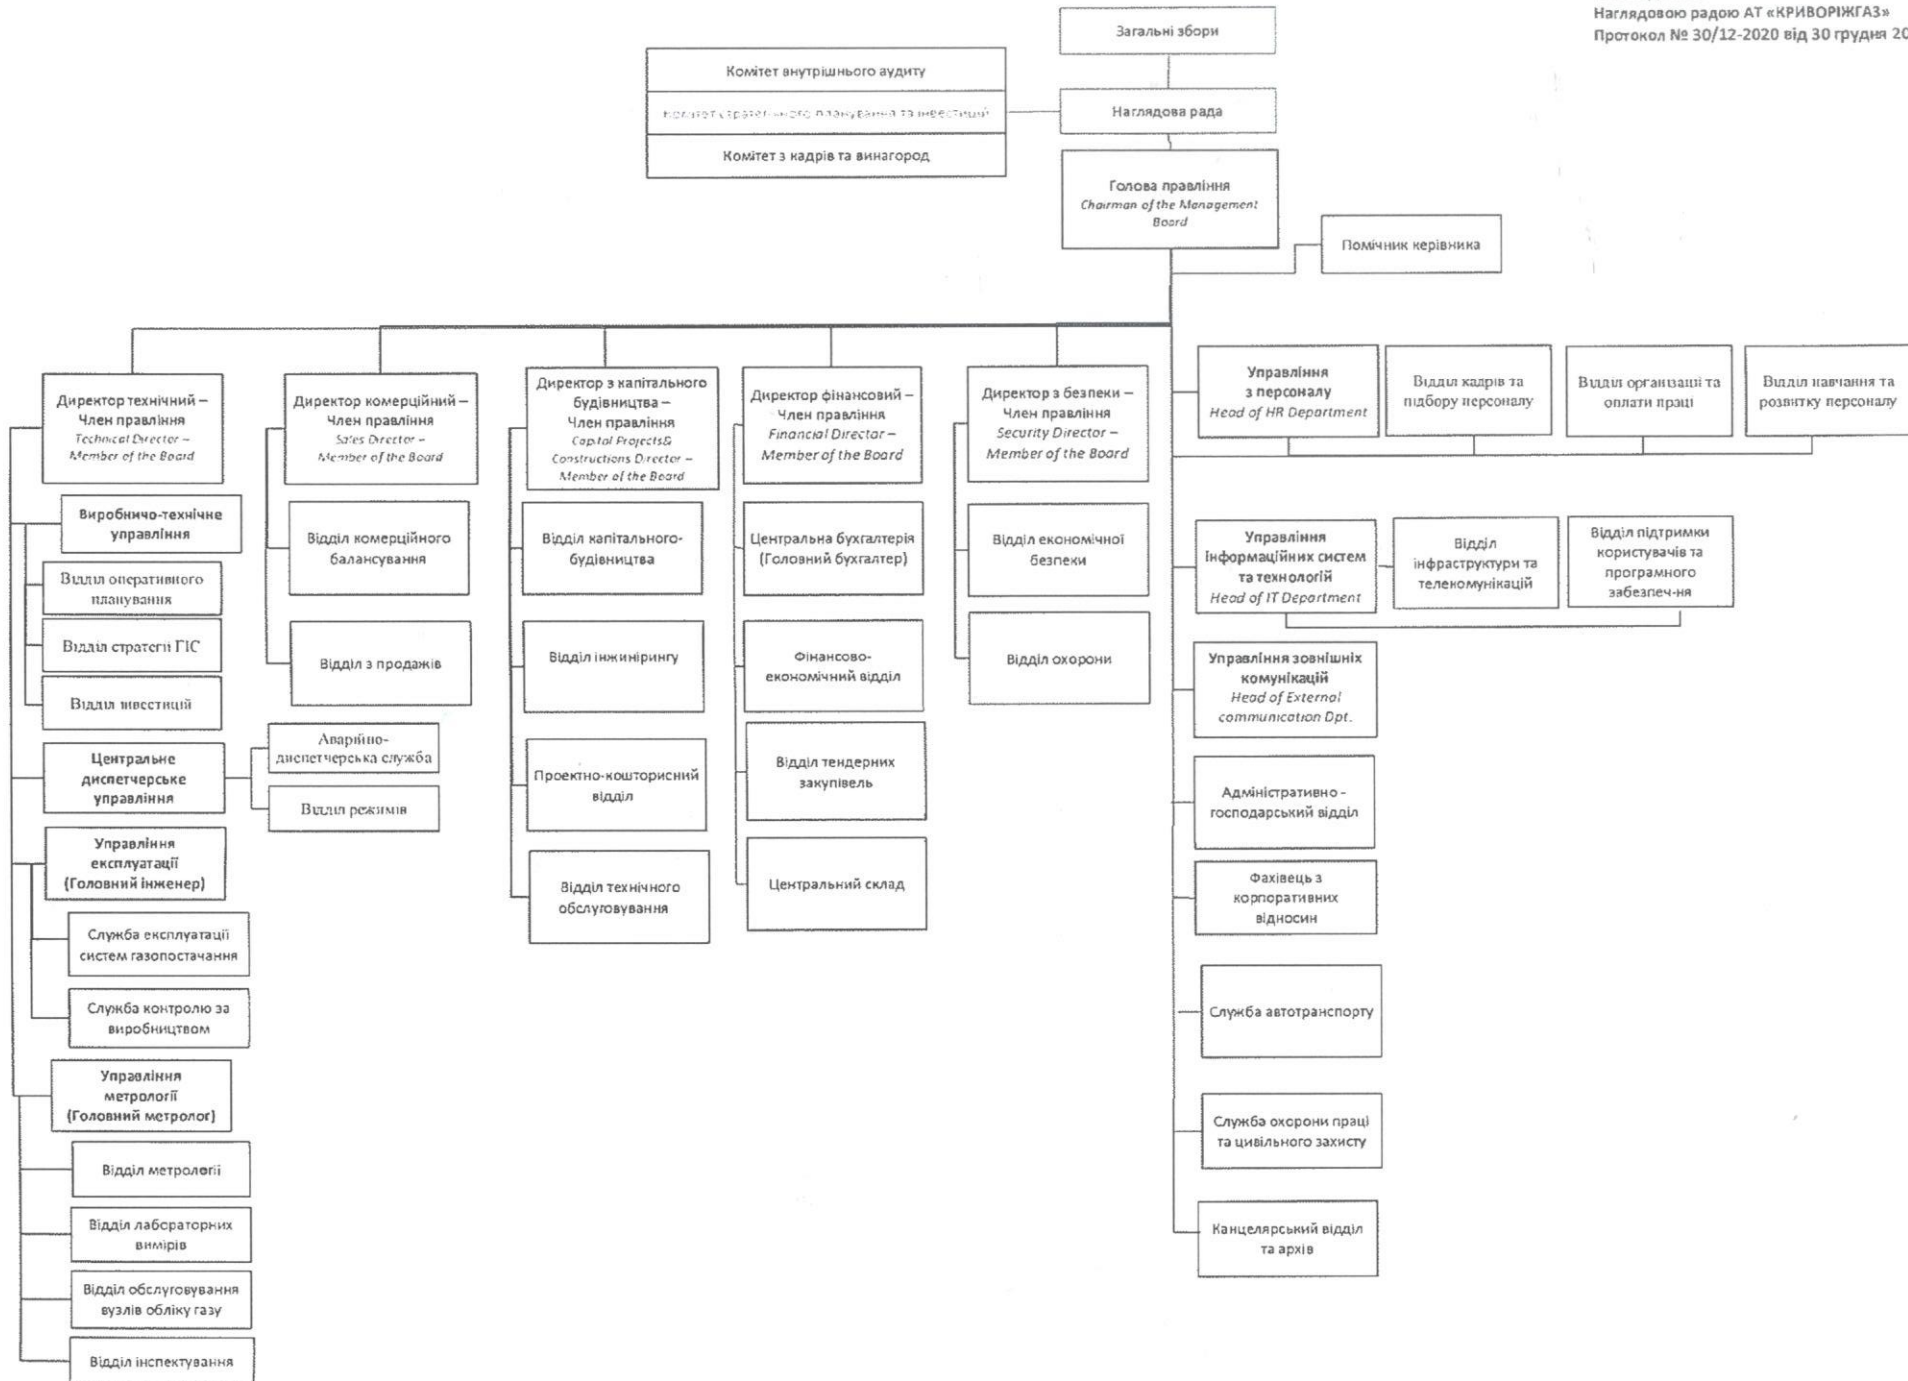 Наглядовою радою АТ «КРИВОРІЖГАЗ»
Протокол № 30/12-2020 від 30 грудня 20
Загальні збори
Комітет внутрішнього аудиту
Комітет стратегічного планування та інвестицій
Комітет з кадрів та винагород
Наглядова рада
Голова правління
Chairman of the Management
Board
Помічник керівника
Директор технічний –
Член правління
Technical Director –
Member of the Board
Директор комерційний –
Член правління
Sales Director –
Member of the Board
Директор з капітального
будівництва –
Член правління
Capital Projects&
Constructions Director –
Member of the Board
Директор фінансовий –
Член правління
Financial Director –
Member of the Board
Директор з безпеки –
Член правління
Security Director –
Member of the Board
Управління
з персоналу
Head of HR Department
Відділ кадрів та
підбору персоналу
Відділ організації та
оплати праці
Відділ навчання та
розвитку персоналу
Виробничо-технічне
управління
Відділ оперативного
планування
Відділ стратегії ГІС
Відділ інвестицій
Центральне
диспетчерське
управління
Аварійно-
диспетчерська служба
Відділ режимів
Управління
експлуатації
(Головний інженер)
Служба експлуатації
систем газопостачання
Служба контролю за
виробництвом
Управління
метрології
(Головний метролог)
Відділ метрології
Відділ лабораторних
вимірів
Відділ обслуговування
вузлів обліку газу
Відділ інспектування
Відділ комерційного
балансування
Відділ з продажів
Відділ капітального-
будівництва
Відділ інжинірингу
Проектно-кошторисний
відділ
Відділ технічного
обслуговування
Центральна бухгалтерія
(Головний бухгалтер)
Фінансово-
економічний відділ
Відділ тендерних
закупівель
Центральний склад
Відділ економічної
безпеки
Відділ охорони
Управління
Інформаційних систем
та технологій
Head of IT Department
Відділ
інфраструктури та
телекомунікацій
Відділ підтримки
користувачів та
програмного
забезпеч-ня
Управління зовнішніх
комунікацій
Head of External
communication Dpt.
Адміністративно -
господарський відділ
Фахівець з
корпоративних
відносин
Служба автотранспорту
Служба охорони праці
та цивільного захисту
Канцелярський відділ
та архів